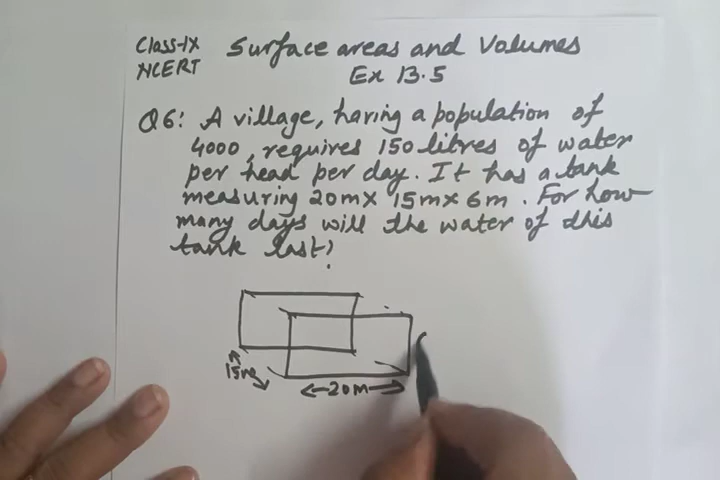 Class-IX Surface areas and Volumes
NCERT Ex 13.5
Q6: A village, having a population of
4000, requires 150 litres of water
per head per day. It has a tank
measuring 20m× 15m× 6m. For how
many days will the water of this
tank last?
15m
20m